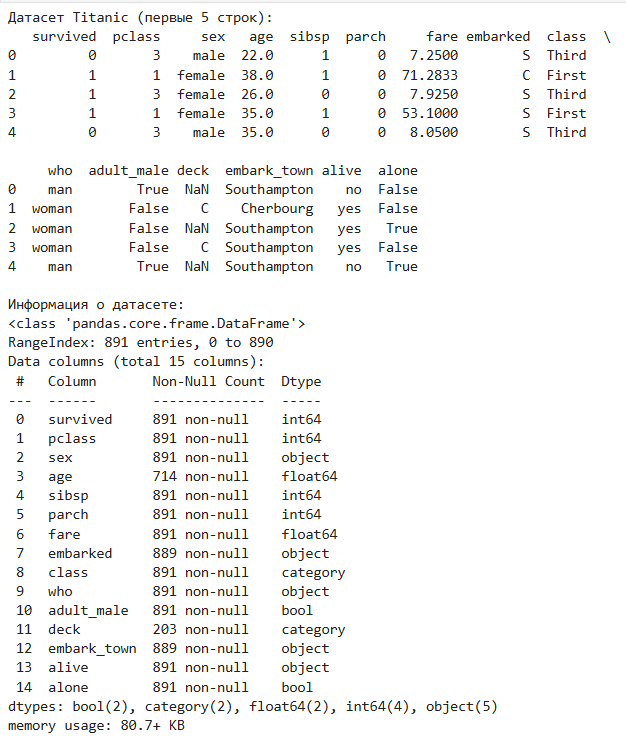 Датасет Titanic (первые 5 строк):
   survived  pclass     sex   age  sibsp  parch     fare embarked  class  \
0         0       3    male  22.0      1      0   7.2500        S  Third
1         1       1  female  38.0      1      0  71.2833        C  First
2         1       3  female  26.0      0      0   7.9250        S  Third
3         1       1  female  35.0      1      0  53.1000        S  First
4         0       3    male  35.0      0      0   8.0500        S  Third

     who  adult_male deck  embark_town alive  alone
0    man        True  NaN  Southampton    no  False
1  woman       False    C    Cherbourg   yes  False
2  woman       False  NaN  Southampton   yes   True
3  woman       False    C  Southampton   yes  False
4    man        True  NaN  Southampton    no   True

Информация о датасете:
<class 'pandas.core.frame.DataFrame'>
RangeIndex: 891 entries, 0 to 890
Data columns (total 15 columns):
 #   Column       Non-Null Count  Dtype
---  ------       --------------  -----
 0   survived     891 non-null    int64
 1   pclass       891 non-null    int64
 2   sex          891 non-null    object
 3   age          714 non-null    float64
 4   sibsp        891 non-null    int64
 5   parch        891 non-null    int64
 6   fare         891 non-null    float64
 7   embarked     889 non-null    object
 8   class        891 non-null    category
 9   who          891 non-null    object
 10  adult_male   891 non-null    bool
 11  deck         203 non-null    category
 12  embark_town  889 non-null    object
 13  alive        891 non-null    object
 14  alone        891 non-null    bool
dtypes: bool(2), category(2), float64(2), int64(4), object(5)
memory usage: 80.7+ KB